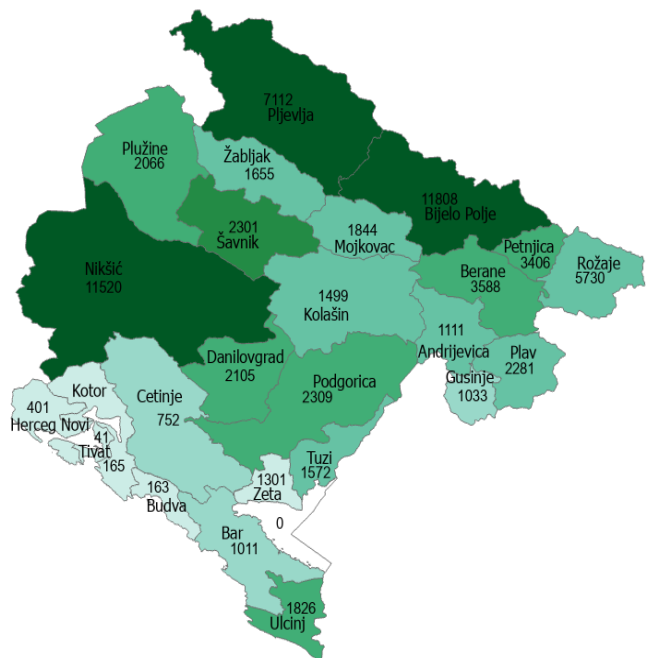 7112
Pljevlja
Plužine
2066
Žabljak
1655
11808
Bijelo Polje
2301
Šavnik
1844
Mojkovac
Petnjica
3406
Rožaje
5730
Berane
3588
Nikšić
11520
1499
Kolašin
1111
Andrijevica
Plav
2281
Danilovgrad
2105
Podgorica
2309
Gusinje
1033
Kotor
Cetinje
752
401
Herceg Novi
41
Tivat
165
Tuzi
1572
1301
Zeta
163
Budva
0
Bar
1011
1826
Ulcinj